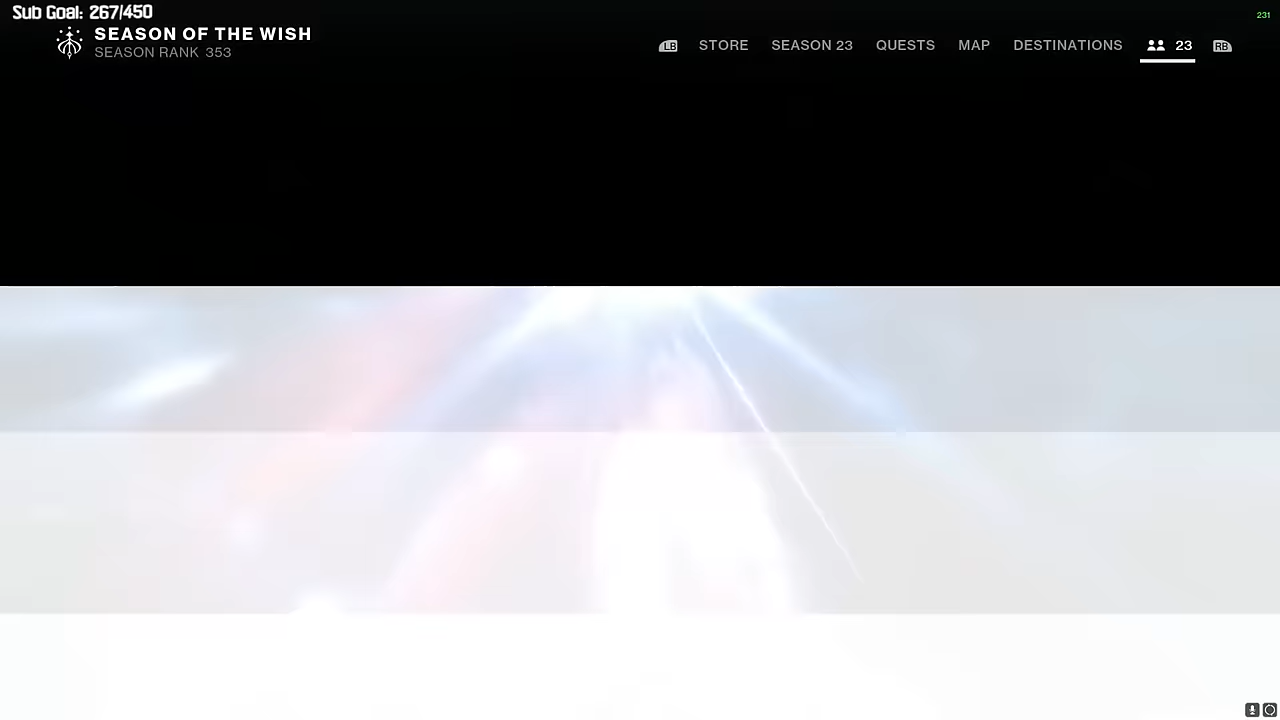 Sub Goal: 267/450
231
SEASON OF THE WISH
SEASON RANK 353
LB STORE SEASON 23 QUESTS MAP DESTINATIONS 23 RB